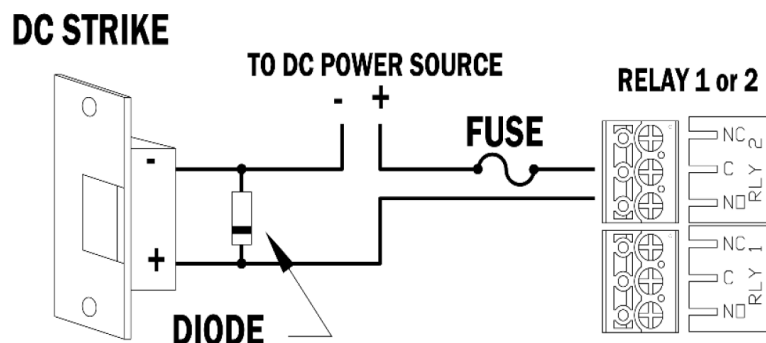 DC STRIKE
TO DC POWER SOURCE
- +
FUSE
RELAY 1 or 2
-
+
DIODE
NC
C
NO
RLY 2
NC
C
NO
RLY 1